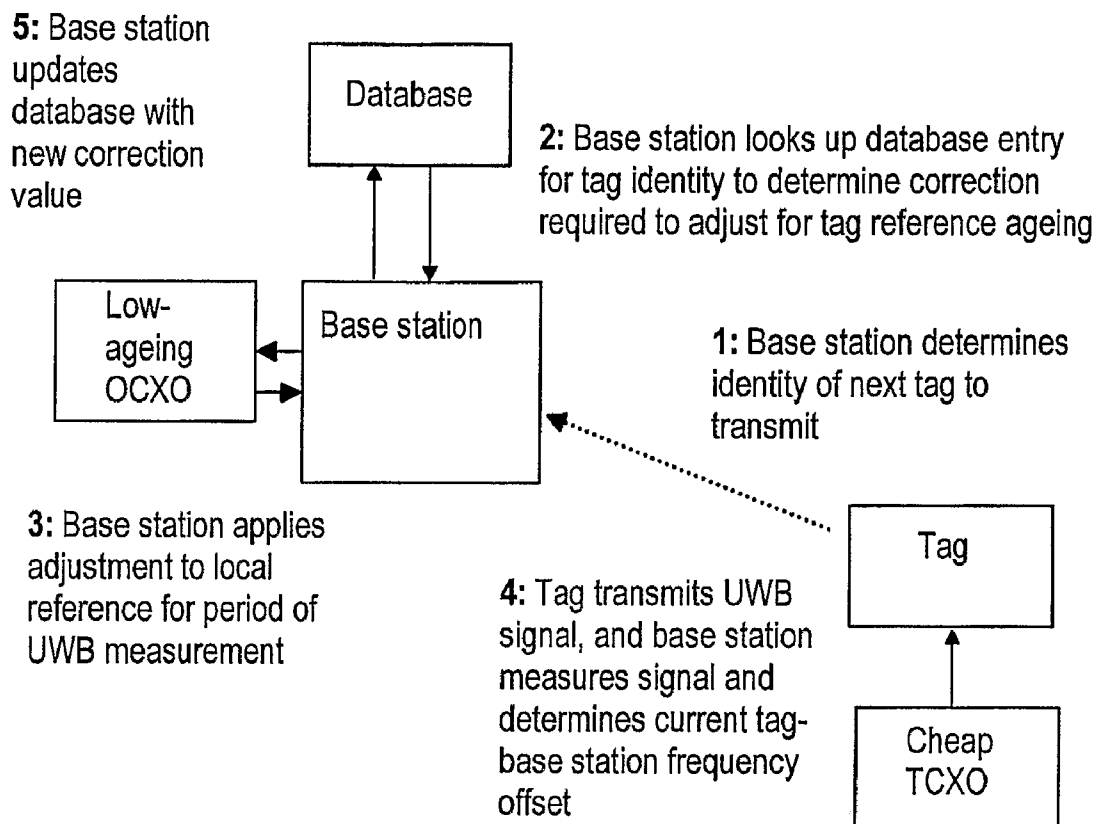 5: Base station
updates
database with
new correction
value
Database
2: Base station looks up database entry
for tag identity to determine correction
required to adjust for tag reference ageing
Low-
ageing
OCXO
Base station
1: Base station determines
identity of next tag to
transmit
3: Base station applies
adjustment to local
reference for period of
UWB measurement
Tag
4: Tag transmits UWB
signal, and base station
measures signal and
determines current tag-
base station frequency
offset
Cheap
TCXO